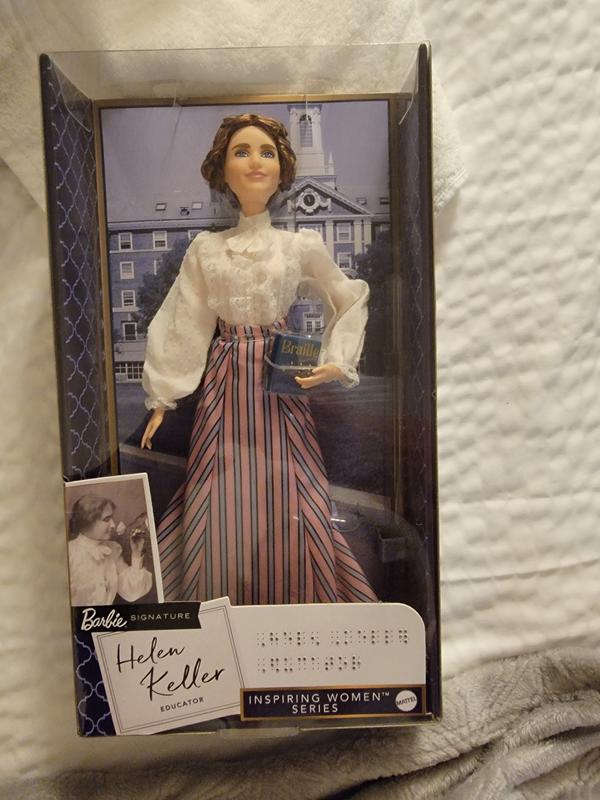 Braille
Barbie SIGNATURE
Helen
Keller
EDUCATOR
INSPIRING WOMEN™
SERIES
MATTEL